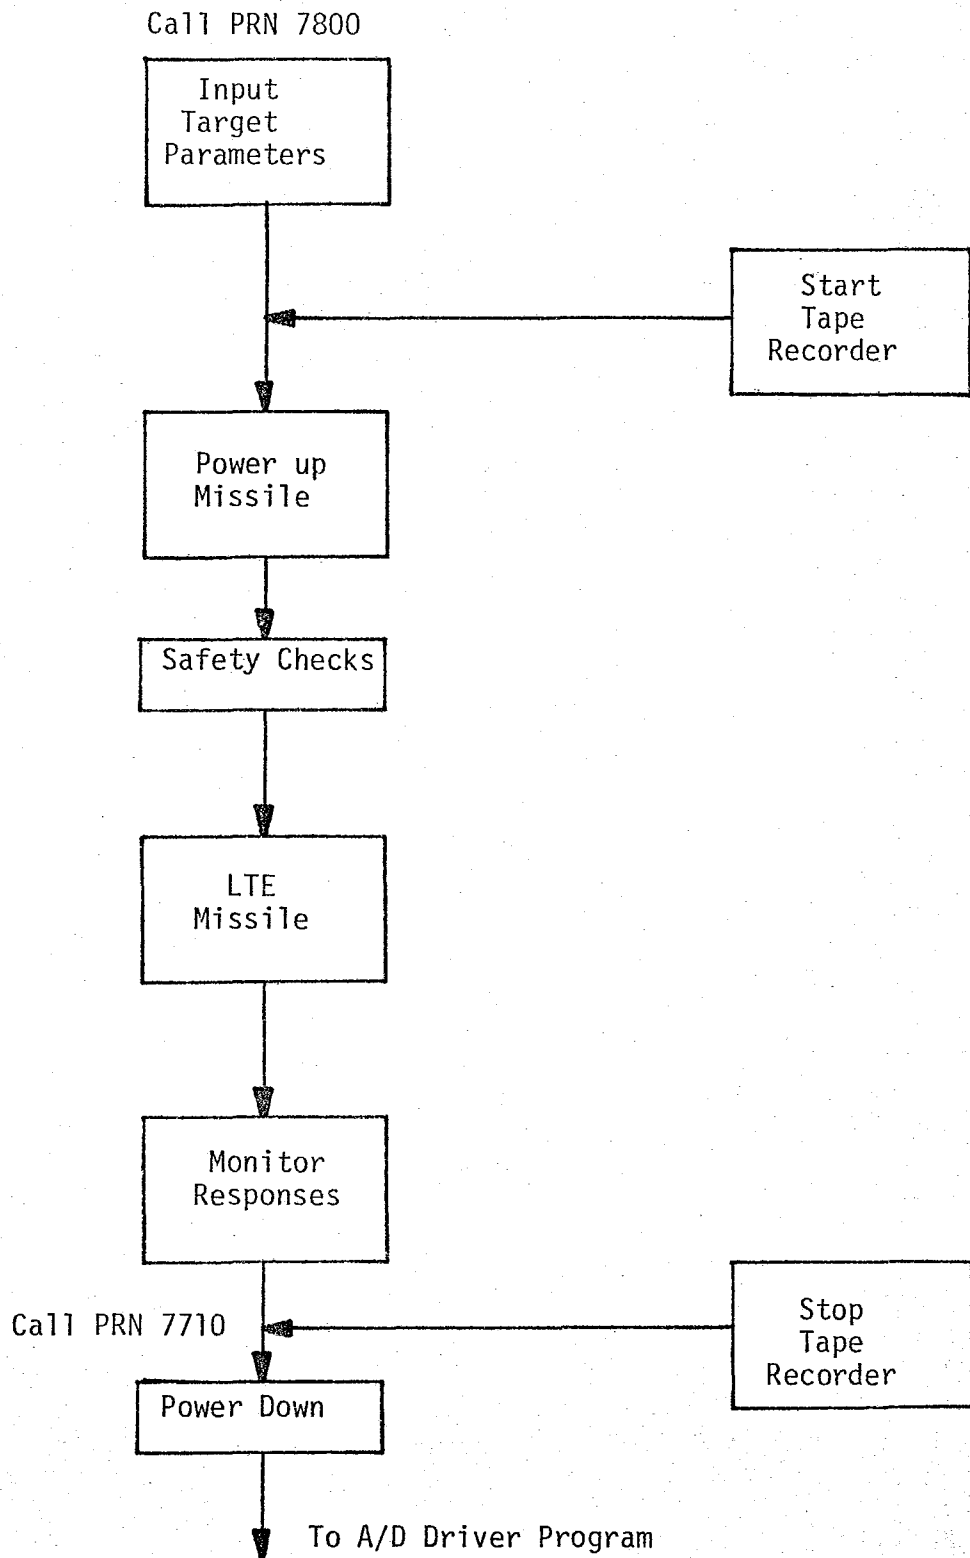 Call PRN 7800
Input
Target
Parameters
Start
Tape
Recorder
Power up
Missile
Safety Checks
LTE
Missile
Monitor
Responses
Call PRN 7710
Stop
Tape
Recorder
Power Down
To A/D Driver Program